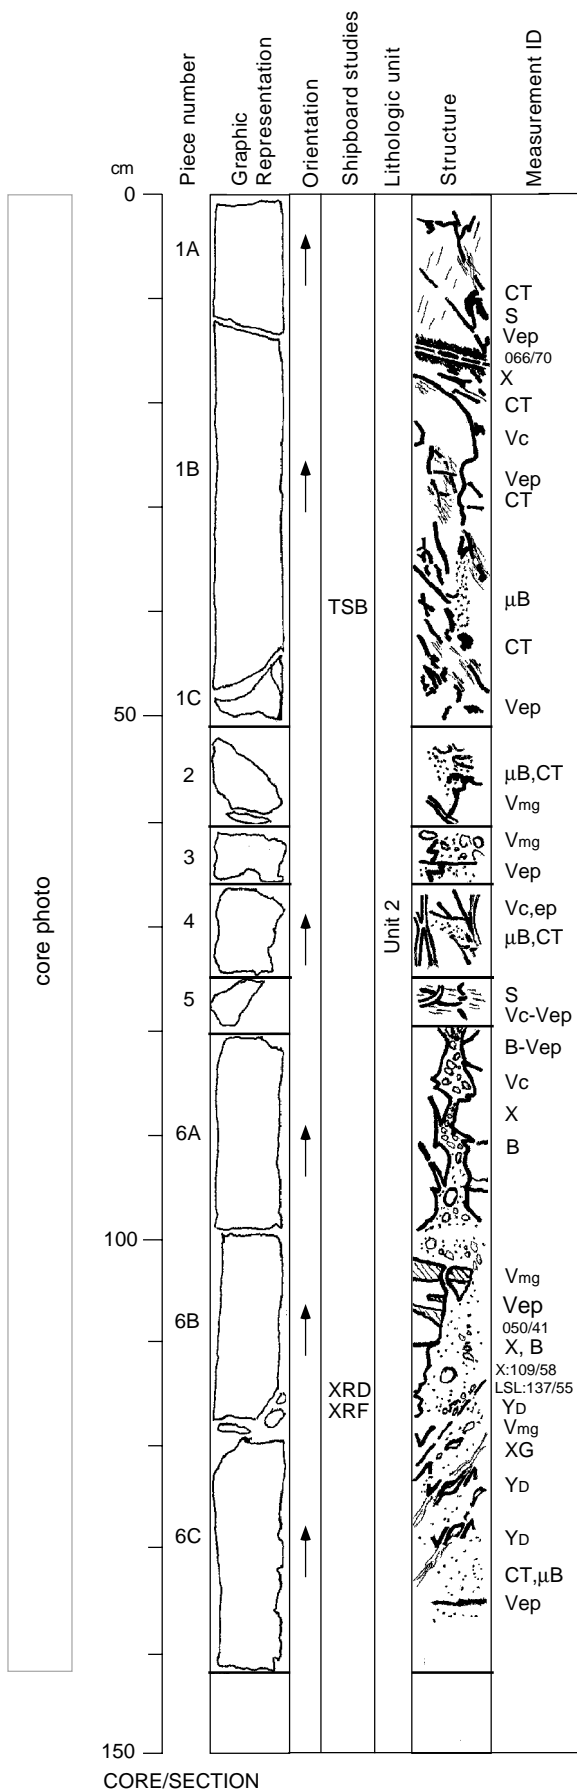 cm
Piece number
Graphic
Representation
Orientation
Shipboard studies
Lithologic unit
Structure
Measurement ID
0
1A
CT
S
Vep
066/70
X
CT
Vc
1B
Vep
CT
TSB
µB
CT
1C
Vep
50
2
µB,CT
Vmg
3
Vmg
Vep
4
Unit 2
Vc,ep
µB,CT
core photo
5
S
Vc-Vep
B-Vep
Vc
X
6A
B
100
Vmg
Vep
6B
050/41
X, B
X:109/58
XRD
LSL:137/55
XRF
YD
Vmg
XG
YD
6C
YD
CT,µB
Vep
150
CORE/SECTION